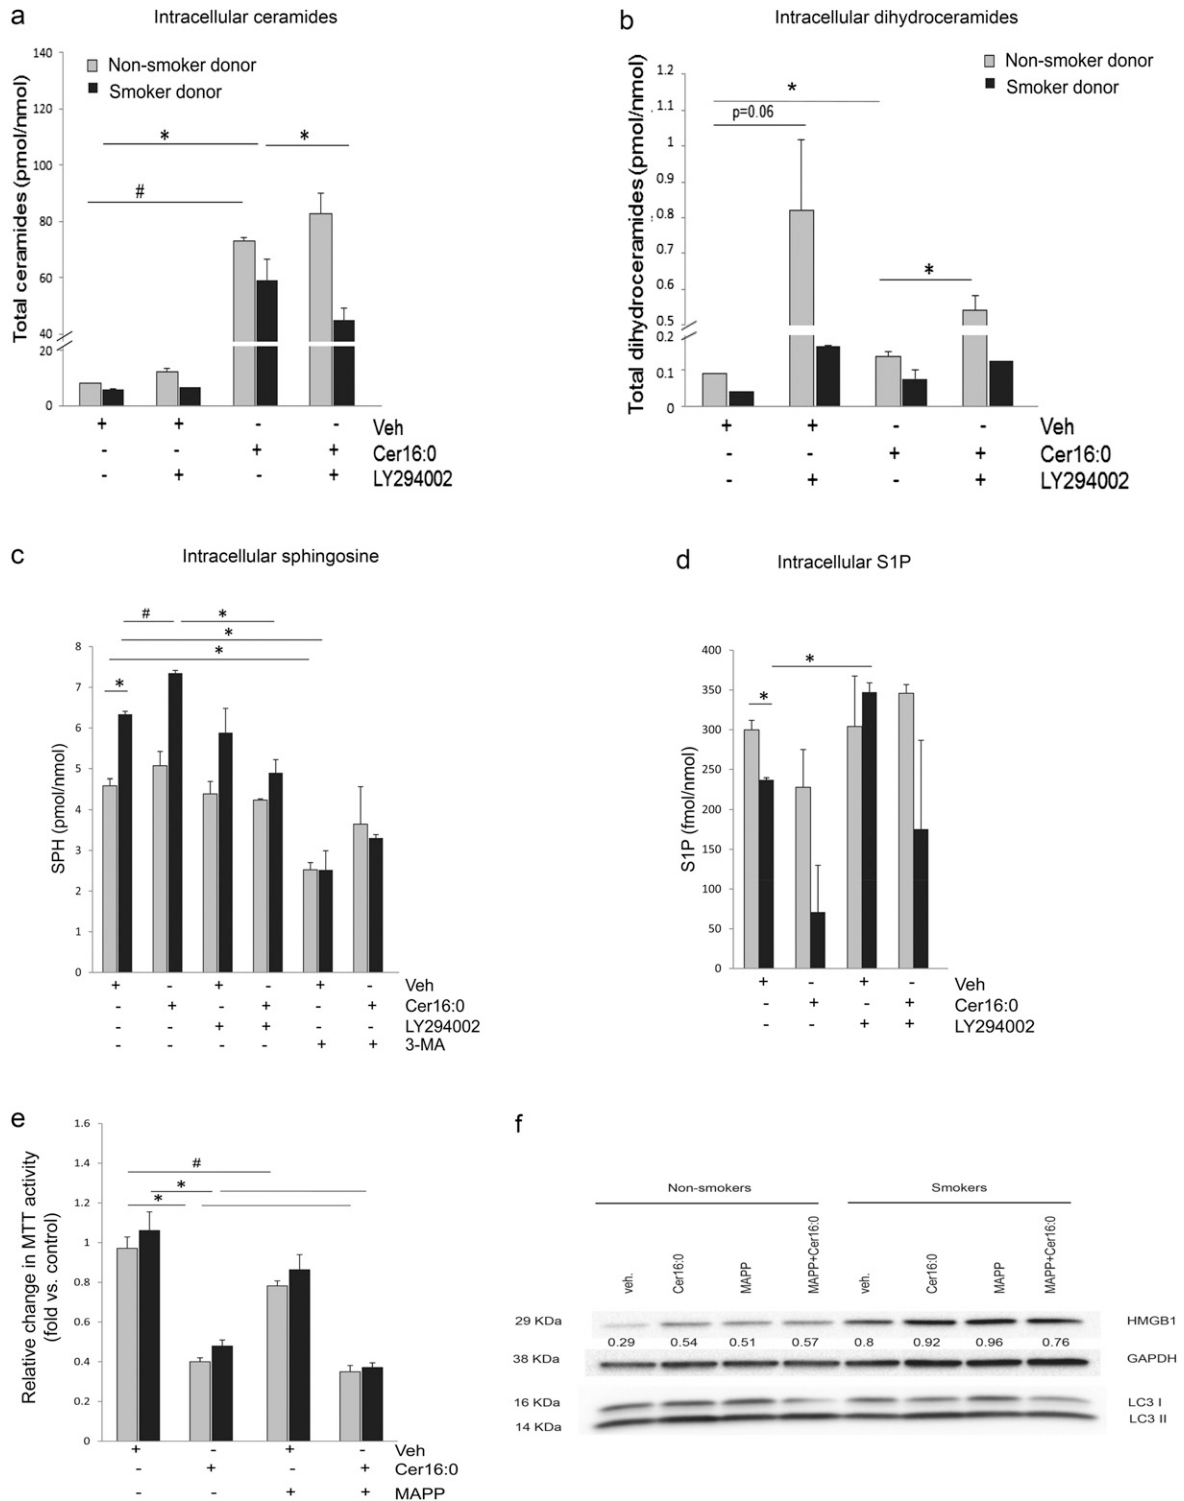 a
Intracellular ceramides
Total ceramides (pmol/nmol)
140
120
100
80
60
40
20
0
Non-smoker donor
Smoker donor
*
*
#
+ + - - Veh
- - + + Cer16:0
- + - + LY294002
b
Intracellular dihydroceramides
Total dihydroceramides (pmol/nmol)
1.2
1.1
1
0.9
0.8
0.7
0.6
0.5
0.2
0.1
0
Non-smoker donor
Smoker donor
*
p=0.06
*
+ + - - Veh
- - + + Cer16:0
- + - + LY294002
c
Intracellular sphingosine
SPH (pmol/nmol)
8
7
6
5
4
3
2
1
0
# *
*
*
*
+ - + - + - Veh
- + - + - + Cer16:0
- - + + - - LY294002
- - - - + + 3-MA
d
Intracellular S1P
S1P (fmol/nmol)
400
350
300
250
200
150
100
50
0
*
*
+ - + - Veh
- + - + Cer16:0
- - + + LY294002
e
Relative change in MTT activity
(fold vs. control)
1.6
1.4
1.2
1
0.8
0.6
0.4
0.2
0
#
*
*
+ - + - Veh
- + - + Cer16:0
- - + + MAPP
f
Non-smokers Smokers
veh. Cer16:0 MAPP MAPP+Cer16:0 veh. Cer16:0 MAPP MAPP+Cer16:0
29 KDa HMGB1
0.29 0.54 0.51 0.57 0.8 0.92 0.96 0.76
38 KDa GAPDH
16 KDa LC3 I
14 KDa LC3 II